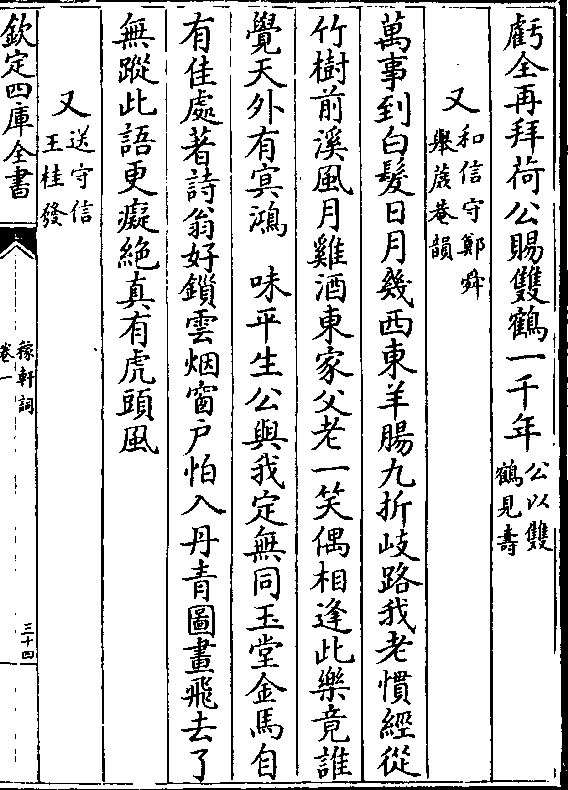 虧全再拜荷公賜雙鶴一千年公以雙鶴見壽
又和信守鄭舜舉蔗菴韻
萬事到白髮日月幾西東羊腸九折岐路我老慣經從
竹樹前溪風月雞酒東家父老一笑偶相逢此樂竟誰
覺天外有㝠鴻　味平生公與我定無同玉堂金馬自
有佳處著詩翁好鎖雲烟窗户怕入丹青圖畫飛去了
無蹤此語更癡絶真有虎頭風
又送守信王桂發
欽定四庫全書
稼軒詞
卷一
三十四